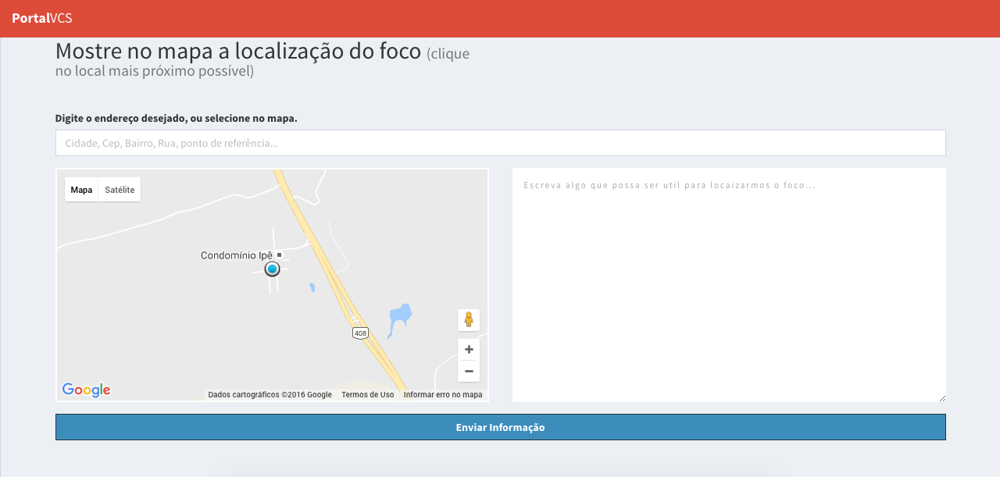 PortalVCS
Mostre no mapa a localização do foco (clique
no local mais próximo possível)
Digite o endereço desejado, ou selecione no mapa.
Cidade, Cep, Bairro, Rua, ponto de referência...
Mapa Satélite
Escreva algo que possa ser util para locaizarmos o foco...
Condomínio Ipê
408
Google
Dados cartográficos ©2016 Google Termos de Uso Informar erro no mapa
Enviar Informação